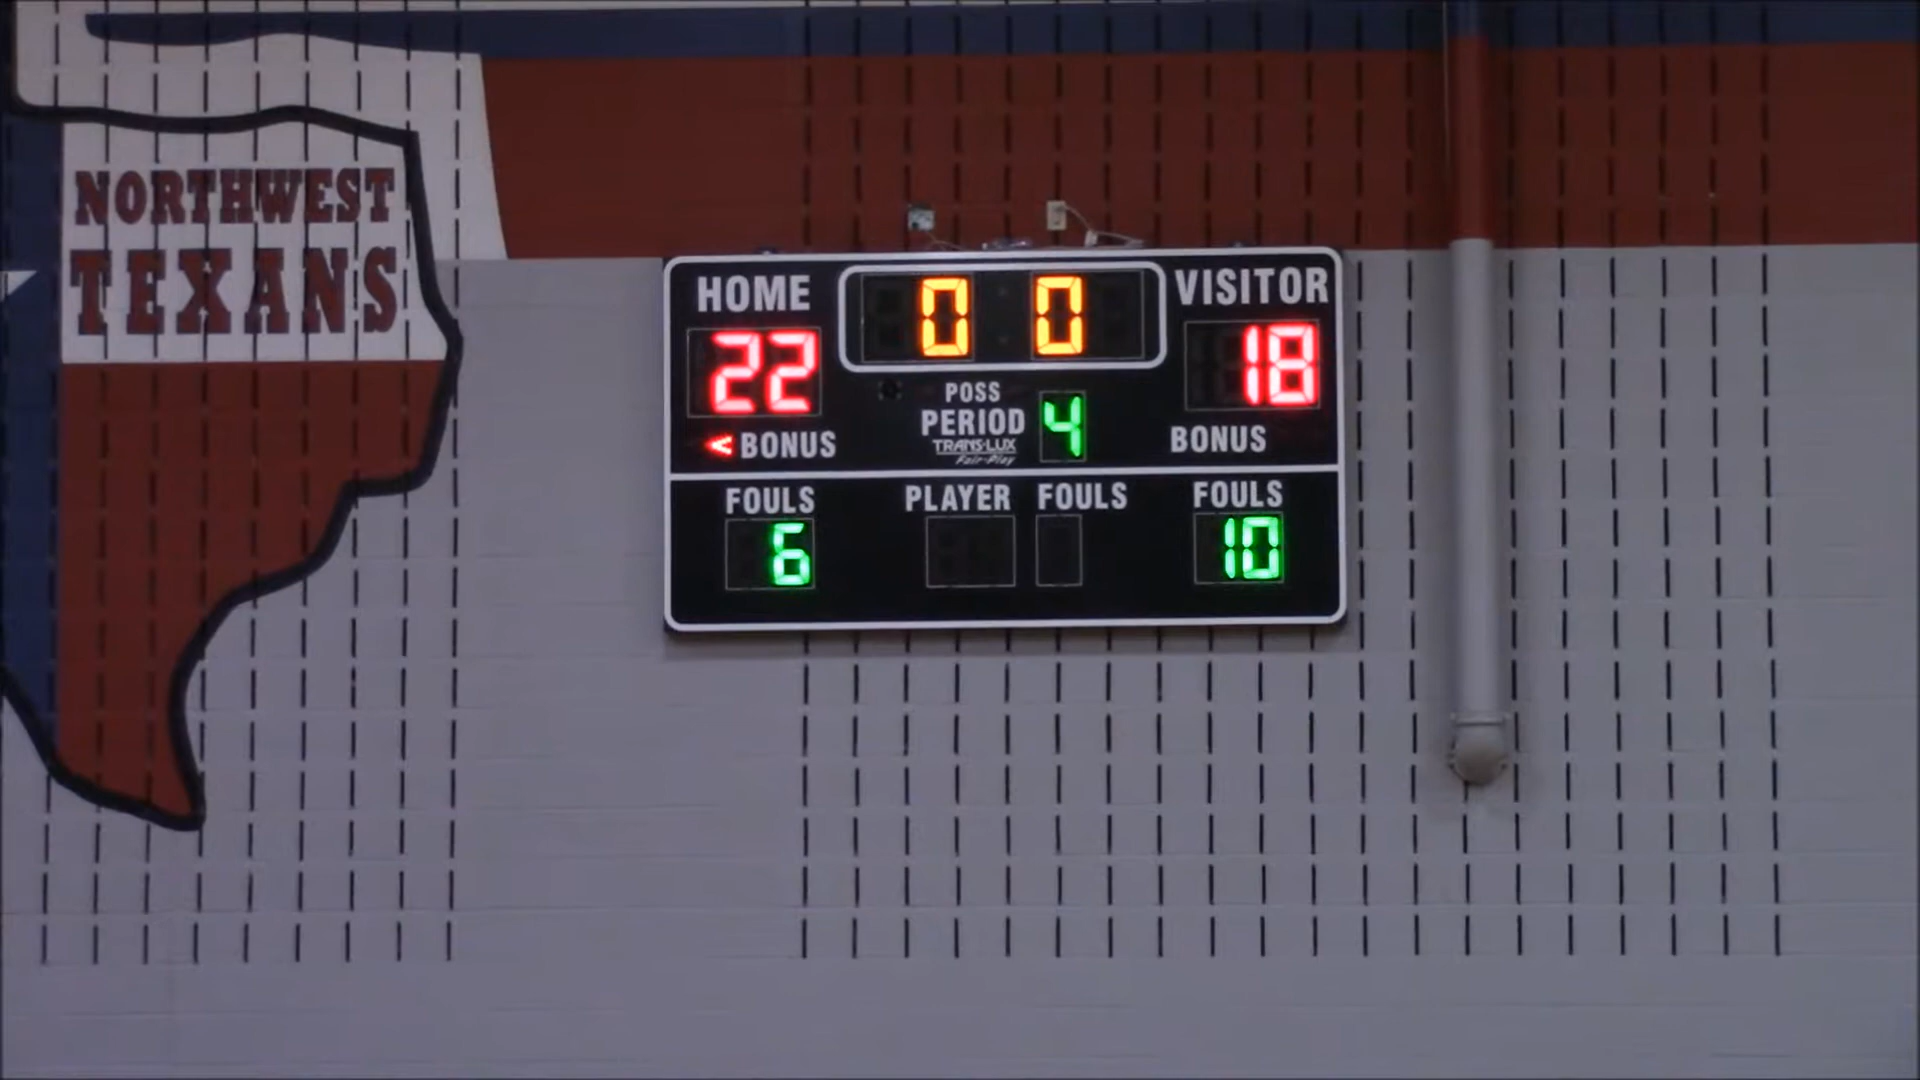 NORTHWEST
TEXANS
HOME
0 0
VISITOR
22
18
POSS
PERIOD 4
TRANS-LUX
Fair-Play
< BONUS
BONUS
FOULS
PLAYER FOULS
FOULS
6
10